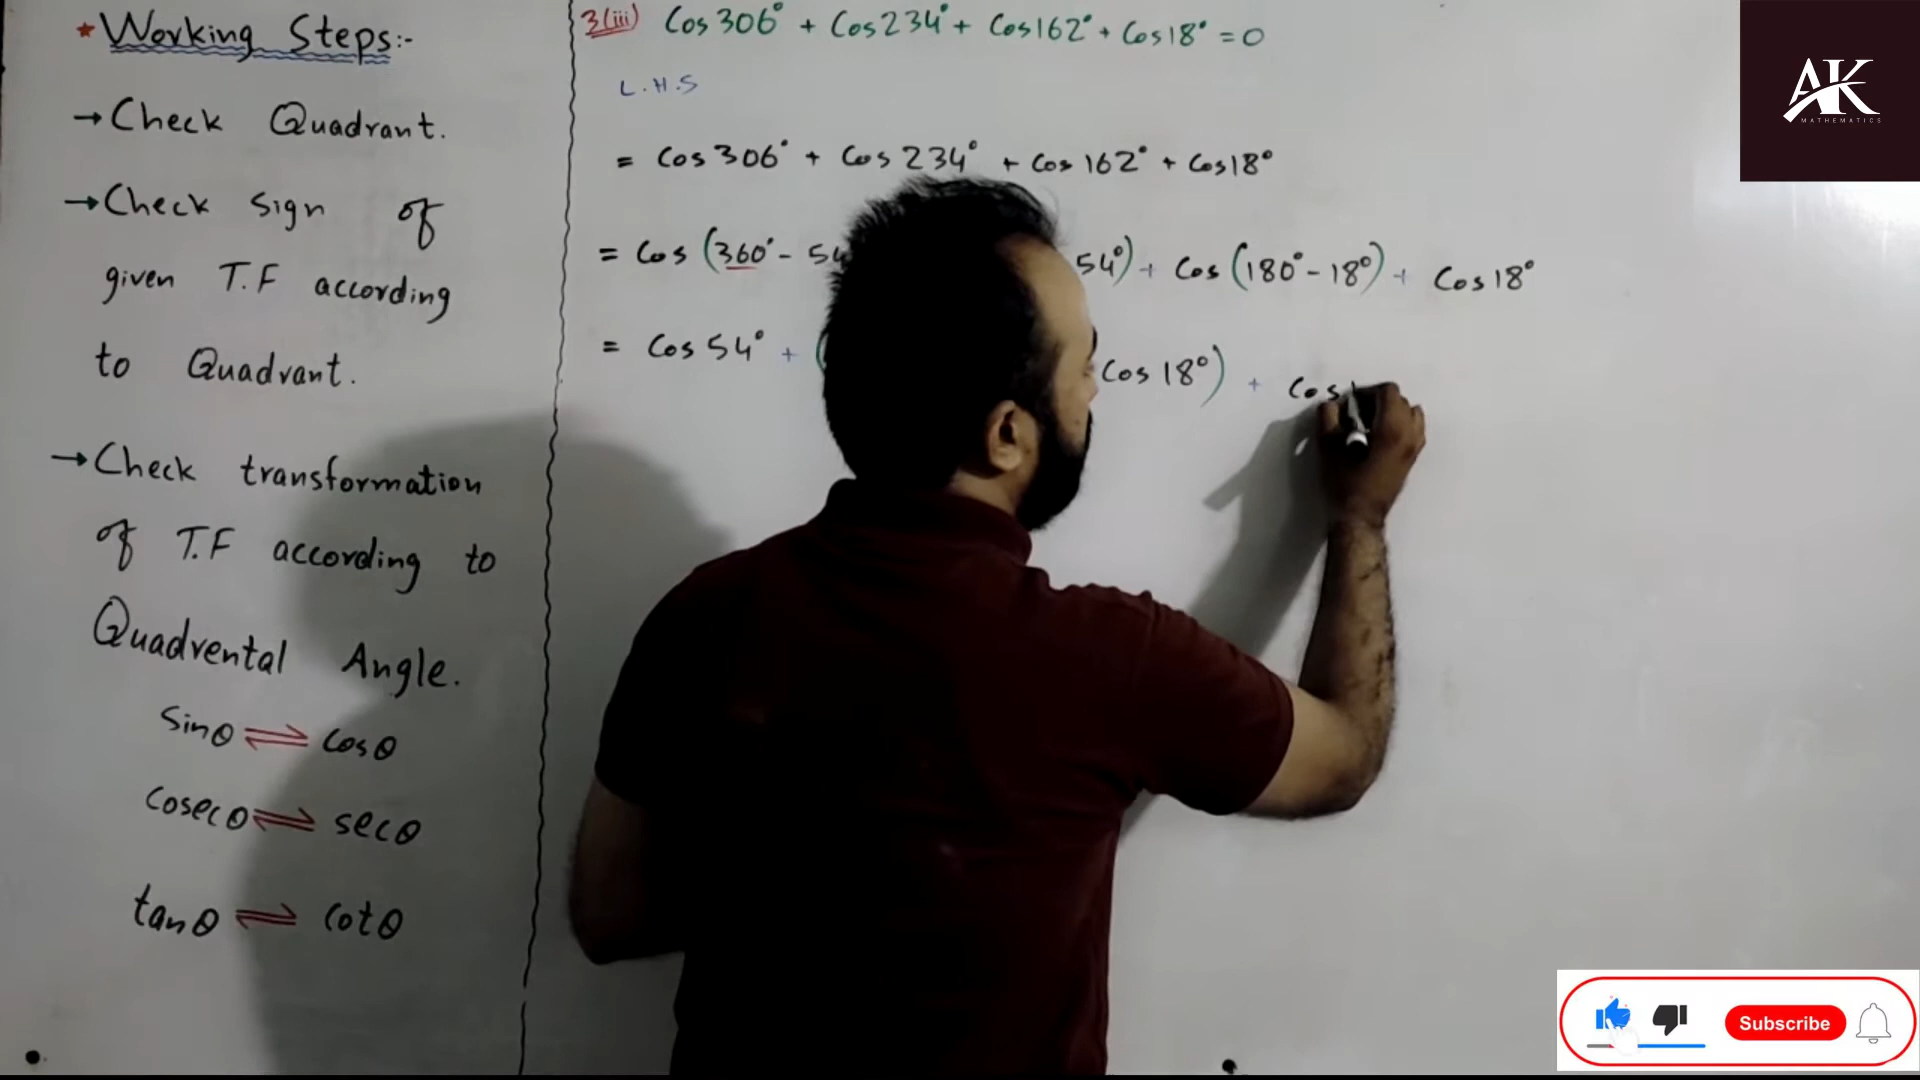 * Working Steps:-
→ Check Quadrant.
→ Check sign of
given T.F according
to Quadrant.
→ Check transformation
of T.F according to
Quadrental Angle.
sinθ ⇌ cosθ
cosecθ ⇌ secθ
tanθ ⇌ cotθ
3(iii) Cos306° + Cos234° + Cos162° + Cos18° = 0
L.H.S
= Cos306° + Cos234° + Cos162° + Cos18°
= Cos (360° - 54 54°) + Cos (180° - 18°) + Cos18°
= Cos54° + ( Cos18°) + Cos
AK
MATHEMATICS
Subscribe